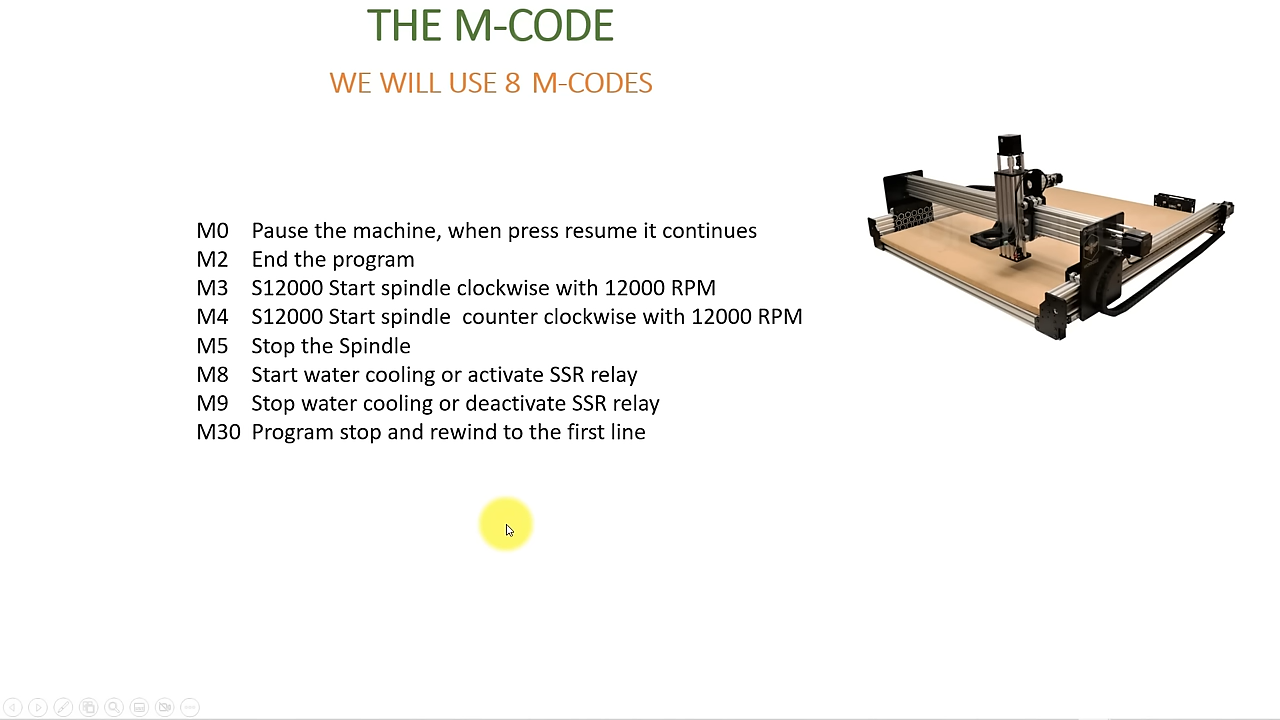 THE M-CODE
WE WILL USE 8 M-CODES
M0 Pause the machine, when press resume it continues
M2 End the program
M3 S12000 Start spindle clockwise with 12000 RPM
M4 S12000 Start spindle counter clockwise with 12000 RPM
M5 Stop the Spindle
M8 Start water cooling or activate SSR relay
M9 Stop water cooling or deactivate SSR relay
M30 Program stop and rewind to the first line